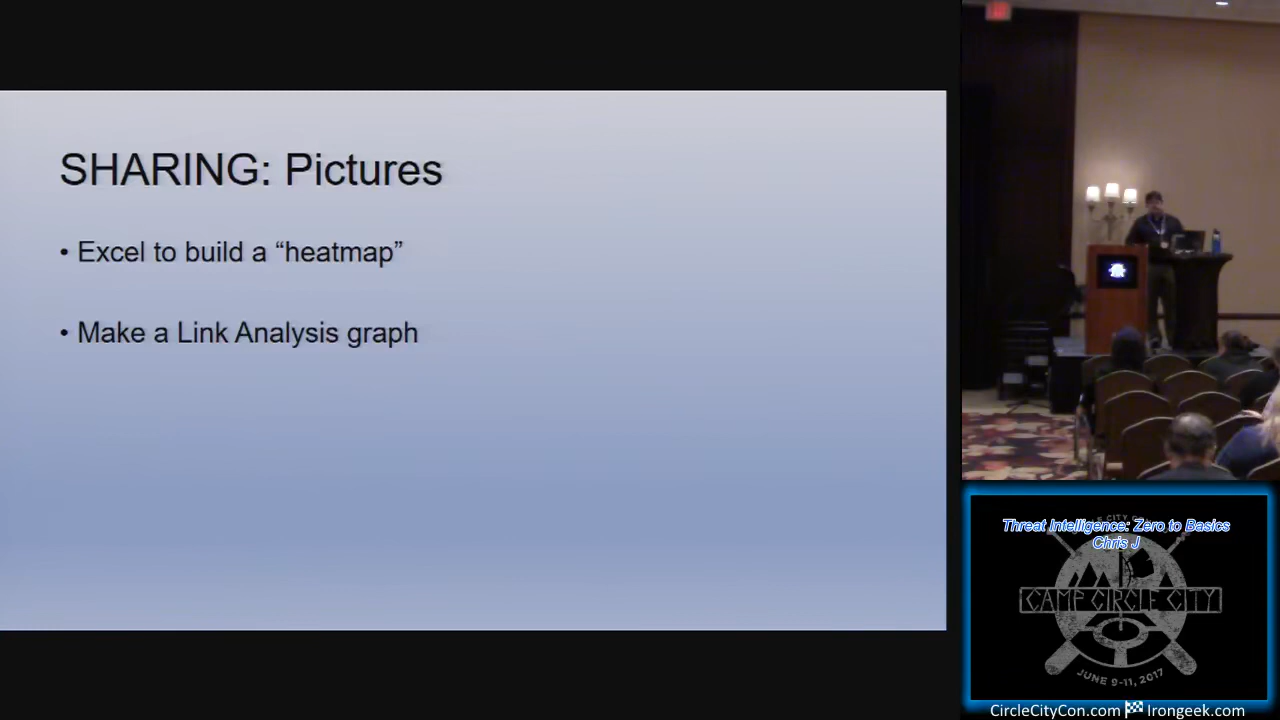 SHARING: Pictures
• Excel to build a “heatmap”
• Make a Link Analysis graph
Threat Intelligence: Zero to Basics
Chris J
CAMP CIRCLE CITY
JUNE 9-11, 2017
CircleCityCon.com Irongeek.com